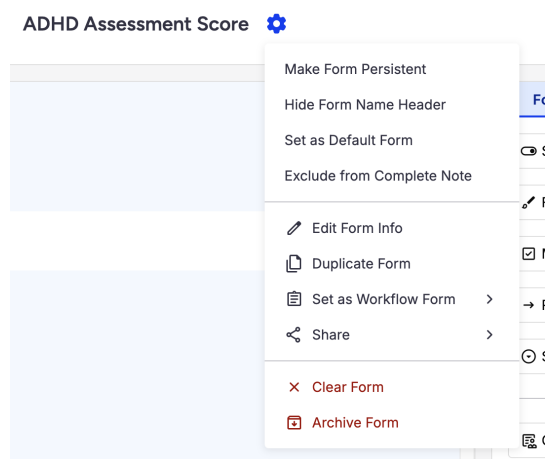 ADHD Assessment Score
Make Form Persistent
Hide Form Name Header
Set as Default Form
Exclude from Complete Note
Edit Form Info
Duplicate Form
Set as Workflow Form
Share
Clear Form
Archive Form